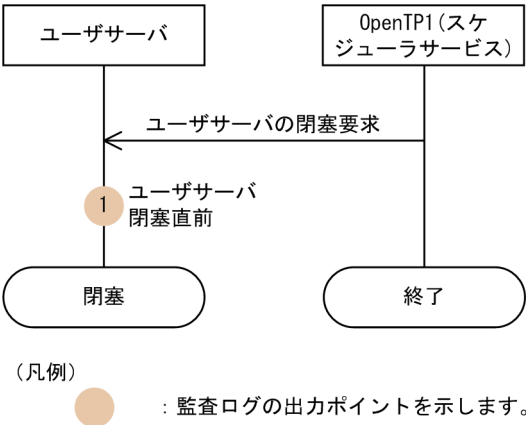 ユーザサーバ
OpenTP1(スケ
ジューラサービス)
ユーザサーバの閉塞要求
1
ユーザサーバ
閉塞直前
閉塞
終了
(凡例)
：監査ログの出力ポイントを示します。